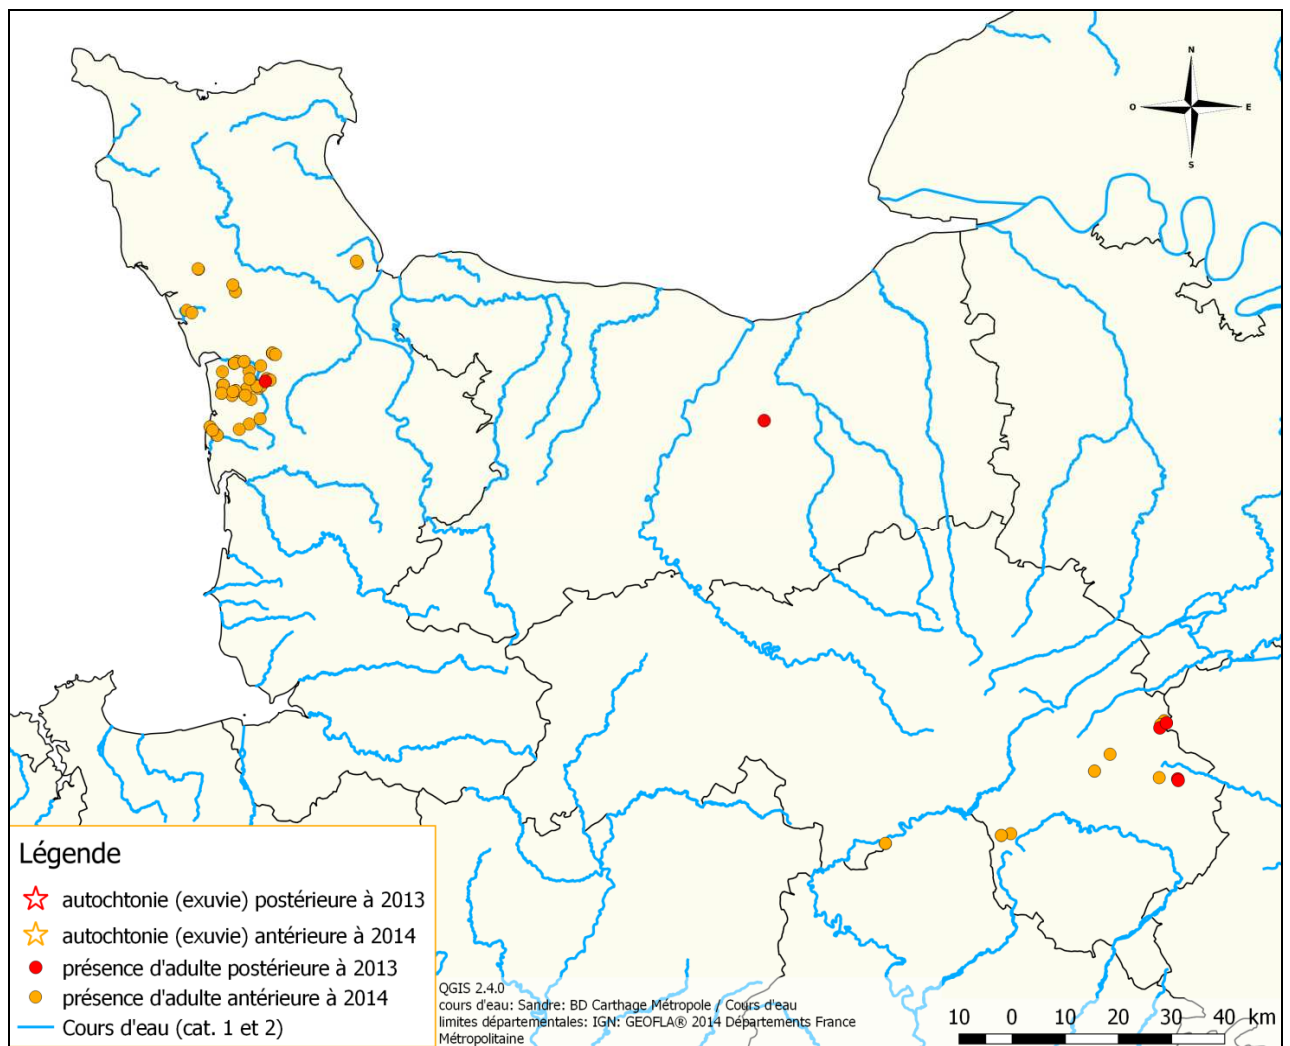 N
O
E
S
Légende
autochtonie (exuvie) postérieure à 2013
autochtonie (exuvie) antérieure à 2014
présence d'adulte postérieure à 2013
présence d'adulte antérieure à 2014
Cours d'eau (cat. 1 et 2)
QGIS 2.4.0
cours d'eau: Sandre: BD Carthage Métropole / Cours d'eau
limites départementales: IGN: GEOFLA® 2014 Départements France
Métropolitaine
10 0 10 20 30 40 km